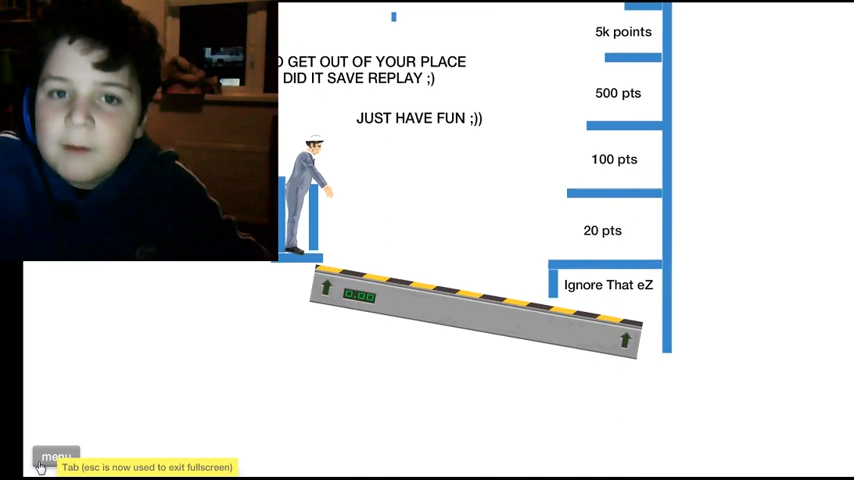 GET OUT OF YOUR PLACE
DID IT SAVE REPLAY ;)
JUST HAVE FUN ;))
5k points
500 pts
100 pts
20 pts
Ignore That eZ
0.00
menu
Tab (esc is now used to exit fullscreen)